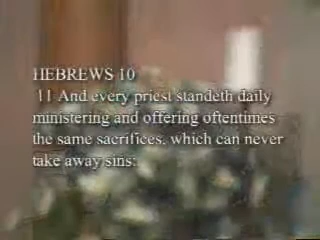 HEBREWS 10
11 And every priest standeth daily
ministering and offering oftentimes
the same sacrifices, which can never
take away sins: